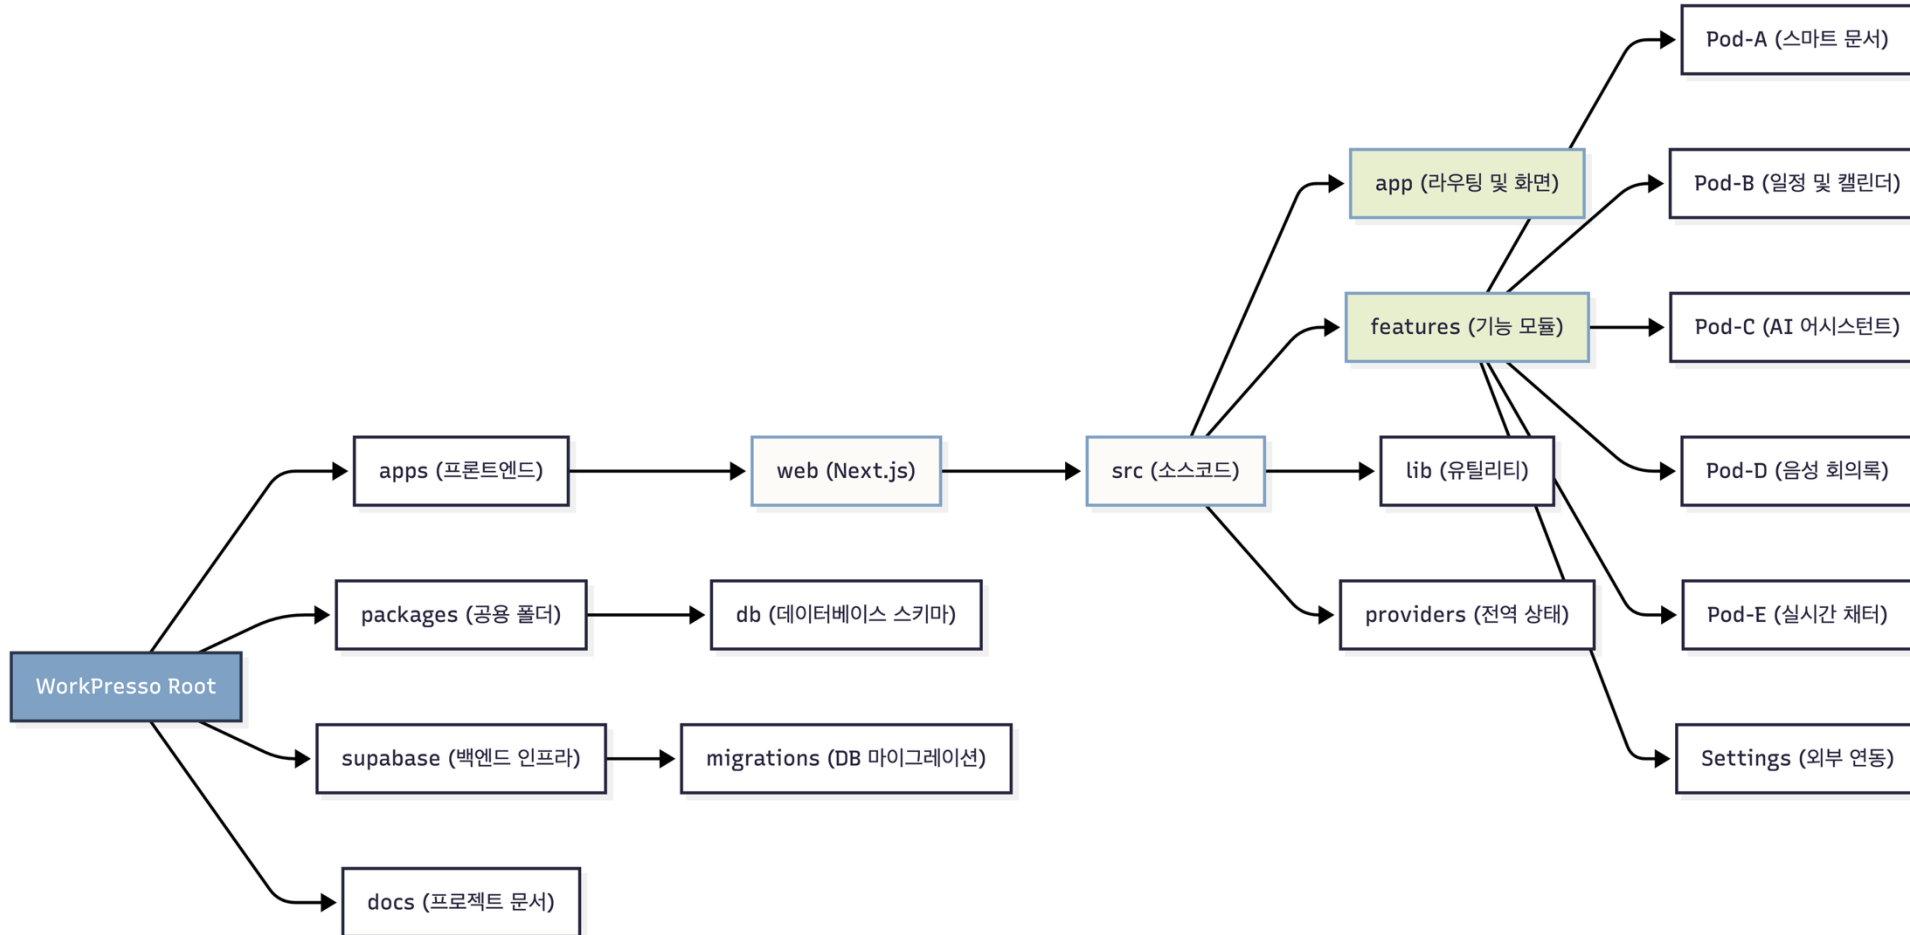 Pod-A (스마트 문서)
app (라우팅 및 화면)
Pod-B (일정 및 캘린더)
features (기능 모듈)
Pod-C (AI 어시스턴트)
apps (프론트엔드)
web (Next.js)
src (소스코드)
lib (유틸리티)
Pod-D (음성 회의록)
packages (공용 폴더)
db (데이터베이스 스키마)
providers (전역 상태)
Pod-E (실시간 채터)
WorkPresso Root
supabase (백엔드 인프라)
migrations (DB 마이그레이션)
Settings (외부 연동)
docs (프로젝트 문서)